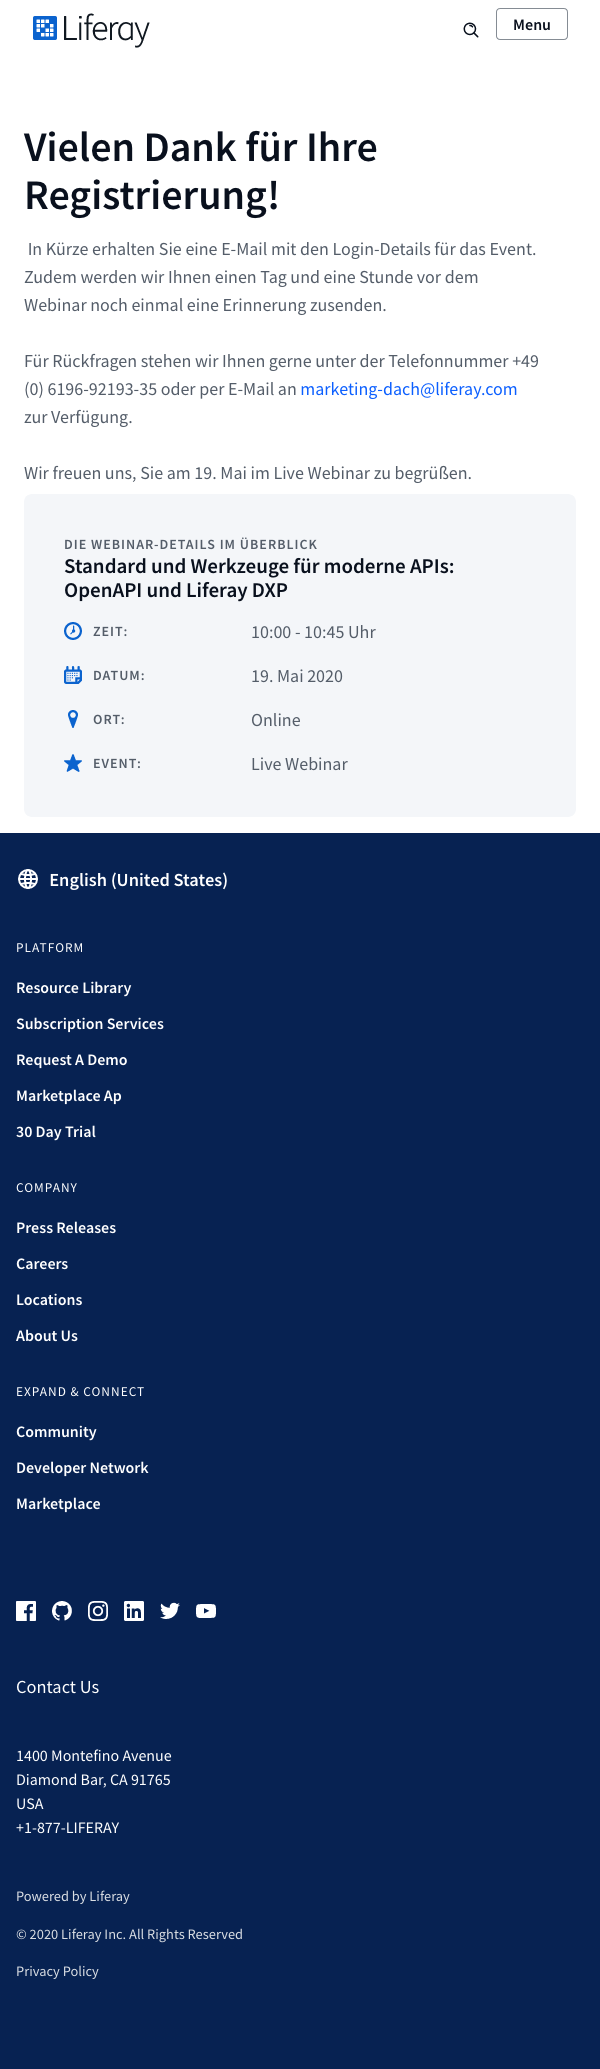 Liferay
Menu
Vielen Dank für Ihre
Registrierung!
In Kürze erhalten Sie eine E-Mail mit den Login-Details für das Event.
Zudem werden wir Ihnen einen Tag und eine Stunde vor dem
Webinar noch einmal eine Erinnerung zusenden.
Für Rückfragen stehen wir Ihnen gerne unter der Telefonnummer +49
(0) 6196-92193-35 oder per E-Mail an marketing-dach@liferay.com
zur Verfügung.
Wir freuen uns, Sie am 19. Mai im Live Webinar zu begrüßen.
DIE WEBINAR-DETAILS IM ÜBERBLICK
Standard und Werkzeuge für moderne APIs:
OpenAPI und Liferay DXP
ZEIT: 10:00 - 10:45 Uhr
DATUM: 19. Mai 2020
ORT: Online
EVENT: Live Webinar
English (United States)
PLATFORM
Resource Library
Subscription Services
Request A Demo
Marketplace Ap
30 Day Trial
COMPANY
Press Releases
Careers
Locations
About Us
EXPAND & CONNECT
Community
Developer Network
Marketplace
Contact Us
1400 Montefino Avenue
Diamond Bar, CA 91765
USA
+1-877-LIFERAY
Powered by Liferay
© 2020 Liferay Inc. All Rights Reserved
Privacy Policy